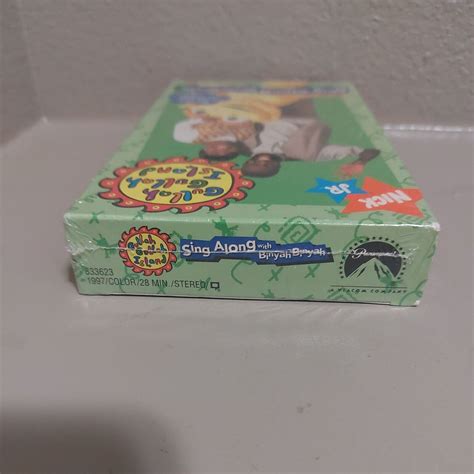 Gullah
Gullah
Island
NICK
JR
Gullah
Gullah
Island
Sing Along with
Binyah Binyah
Paramount
A VIACOM COMPANY
833623
1997/COLOR/28 MIN./STEREO/